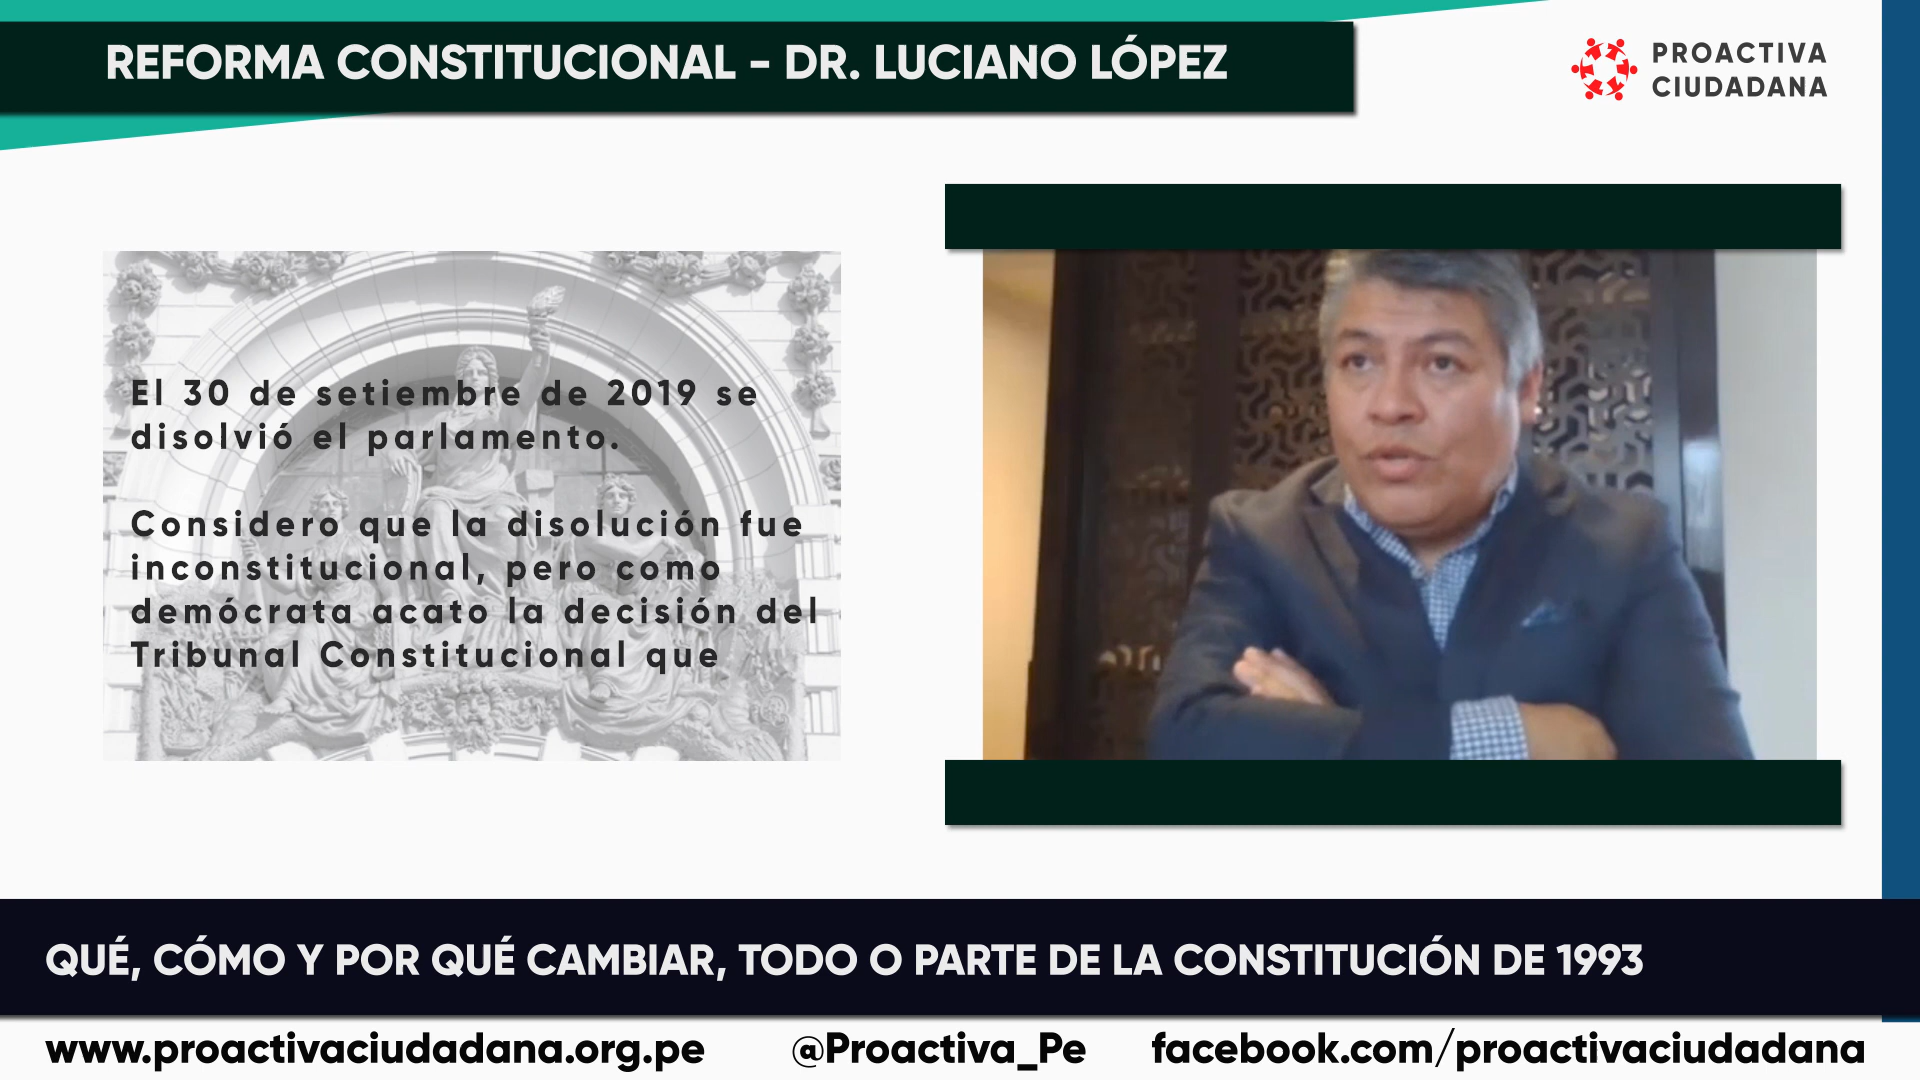 REFORMA CONSTITUCIONAL - DR. LUCIANO LÓPEZ
PROACTIVA
CIUDADANA
El 30 de setiembre de 2019 se
disolvió el parlamento.
Considero que la disolución fue
inconstitucional, pero como
demócrata acato la decisión del
Tribunal Constitucional que
QUÉ, CÓMO Y POR QUÉ CAMBIAR, TODO O PARTE DE LA CONSTITUCIÓN DE 1993
www.proactivaciudadana.org.pe @Proactiva_Pe facebook.com/proactivaciudadana